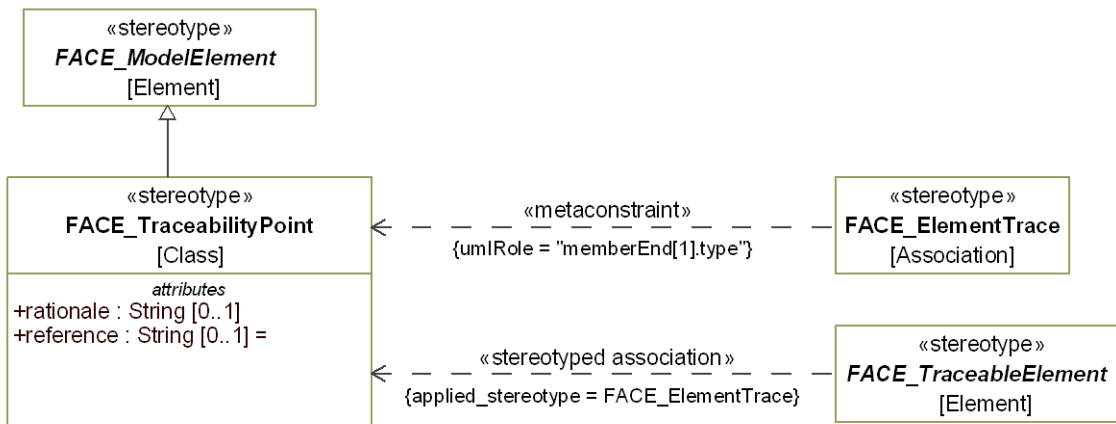 «stereotype»
FACE_ModelElement
[Element]
«stereotype»
FACE_TraceabilityPoint
[Class]
attributes
+rationale : String [0..1]
+reference : String [0..1] =
«metaconstraint»
{umlRole = "memberEnd[1].type"}
«stereotype»
FACE_ElementTrace
[Association]
«stereotyped association»
{applied_stereotype = FACE_ElementTrace}
«stereotype»
FACE_TraceableElement
[Element]